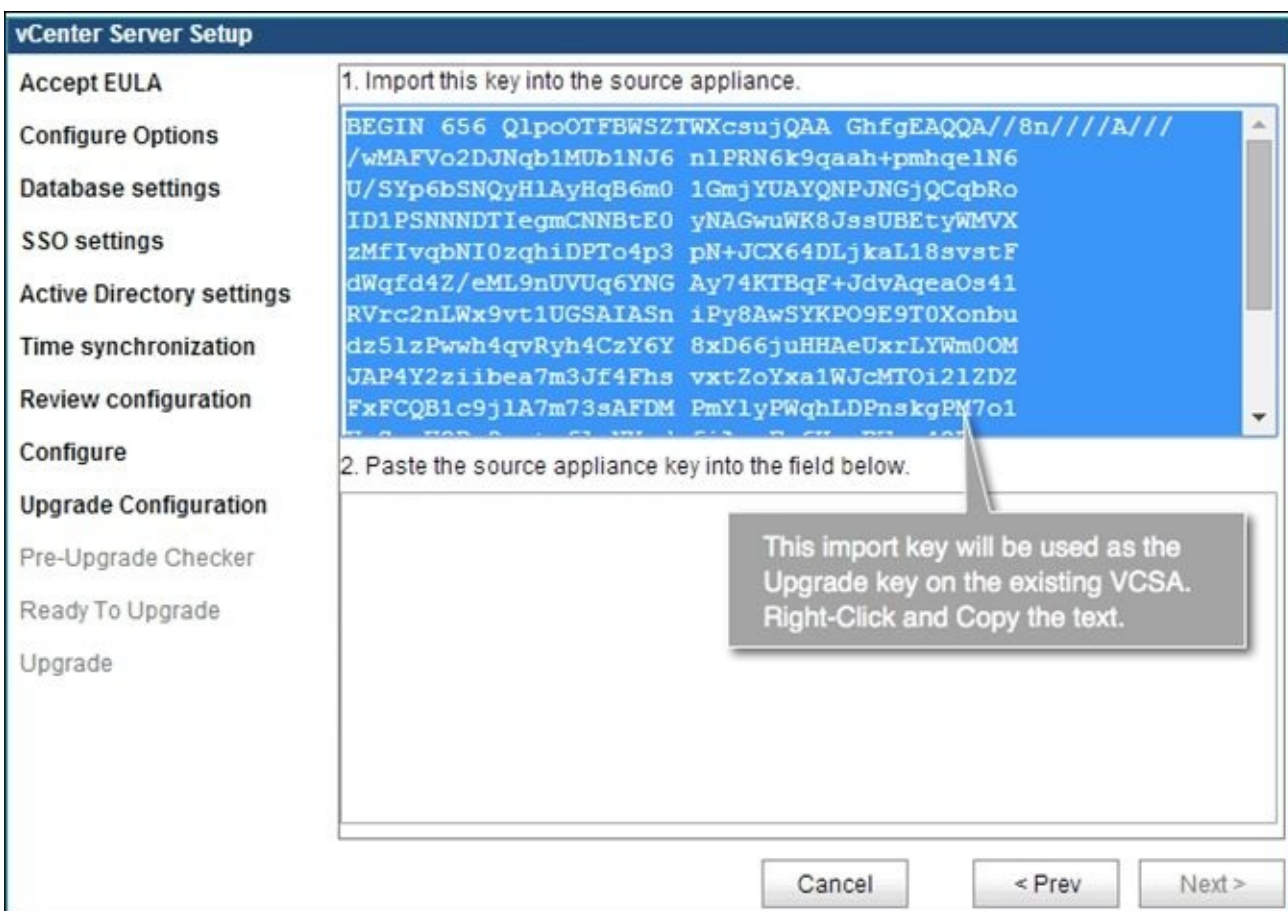 vCenter Server Setup
Accept EULA
Configure Options
Database settings
SSO settings
Active Directory settings
Time synchronization
Review configuration
Configure
Upgrade Configuration
Pre-Upgrade Checker
Ready To Upgrade
Upgrade
1. Import this key into the source appliance.
BEGIN 656 QlpoOTFBWSZTWXcsujQAA GhfgEAQQA//8n////A///
/wMAFVo2DJNqb1MUb1NJ6 nlPRN6k9qaah+pmhqelN6
U/SYp6bSNQyHlAyHqB6m0 1GmjYUAYQNPJNGjQCqbRo
ID1PSNNNDTIegmCNNBtE0 yNAGwuWK8JssUBEtyWMVX
zMfIvqbNI0zqhiDPTo4p3 pN+JCX64DLjkaL18svstF
dWqfd4Z/eML9nUVUq6YNG Ay74KTBqF+JdvAqeaOs41
RVrc2nLWx9vt1UGSAIASn iPy8AwSYKPO9E9T0Xonbu
dz5lzPwwh4qvRyh4CzY6Y 8xD66juHHAeUxrLYWm0OM
JAP4Y2ziibea7m3Jf4Fhs vxtZoYxa1WJcMTOi2lZDZ
FxFCQB1c9jlA7m73sAFDM PmYlyPWqhLDPnskgPM7o1
2. Paste the source appliance key into the field below.
This import key will be used as the
Upgrade key on the existing VCSA.
Right-Click and Copy the text.
Cancel
< Prev
Next >